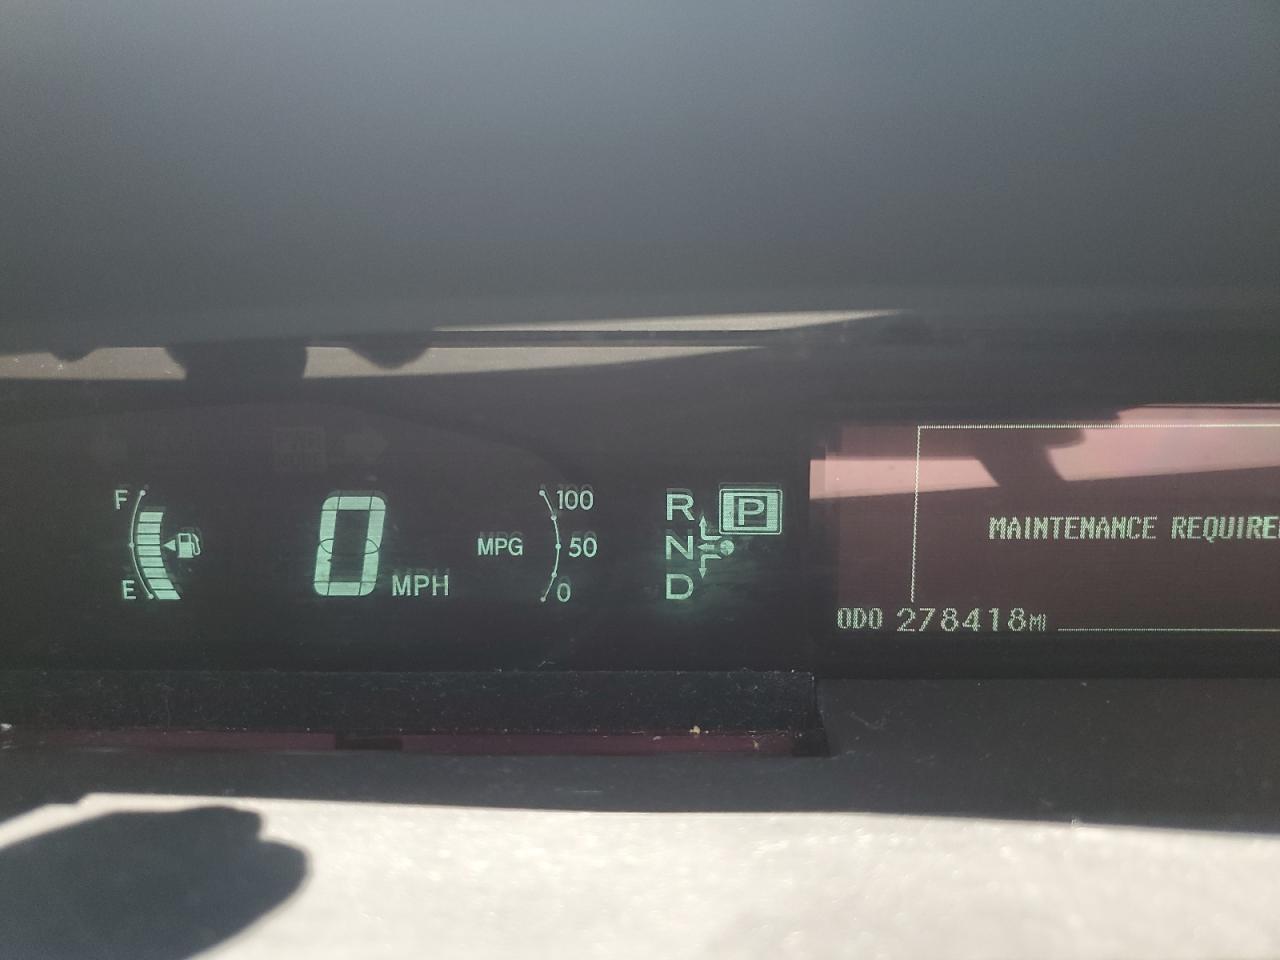 F
E
0 MPH
MPG
100
50
0
R P
N
D
MAINTENANCE REQUIRE
ODO 278418MI